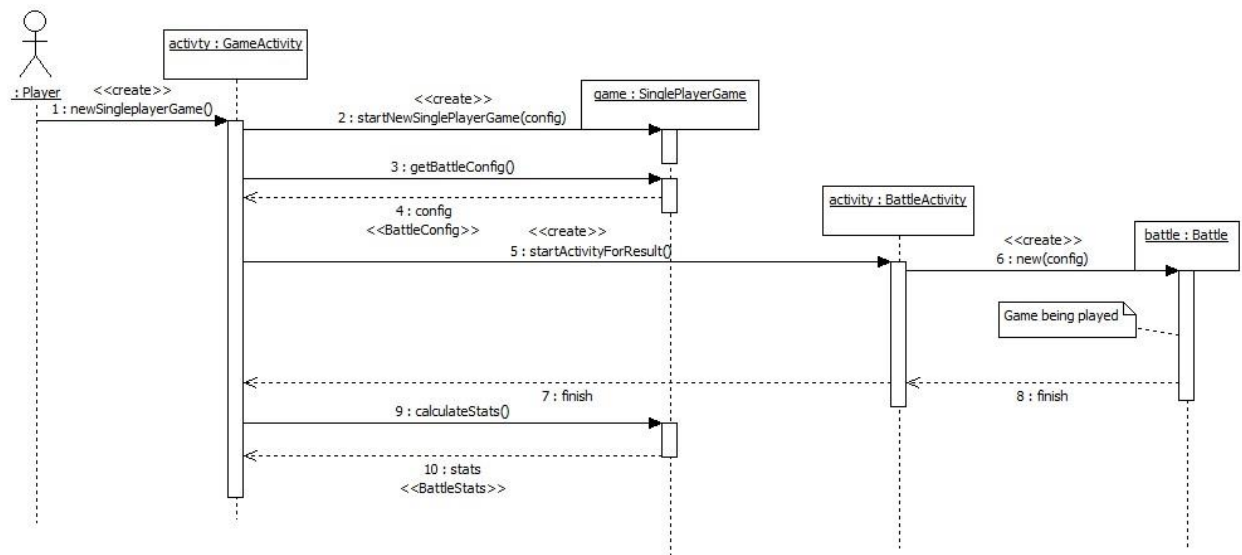 activty : GameActivity
: Player
<<create>>
1 : newSingleplayerGame()
game : SinglePlayerGame
<<create>>
2 : startNewSinglePlayerGame(config)
3 : getBattleConfig()
4 : config
<<BattleConfig>>
activity : BattleActivity
<<create>>
5 : startActivityForResult()
battle : Battle
<<create>>
6 : new(config)
Game being played
7 : finish
8 : finish
9 : calculateStats()
10 : stats
<<BattleStats>>